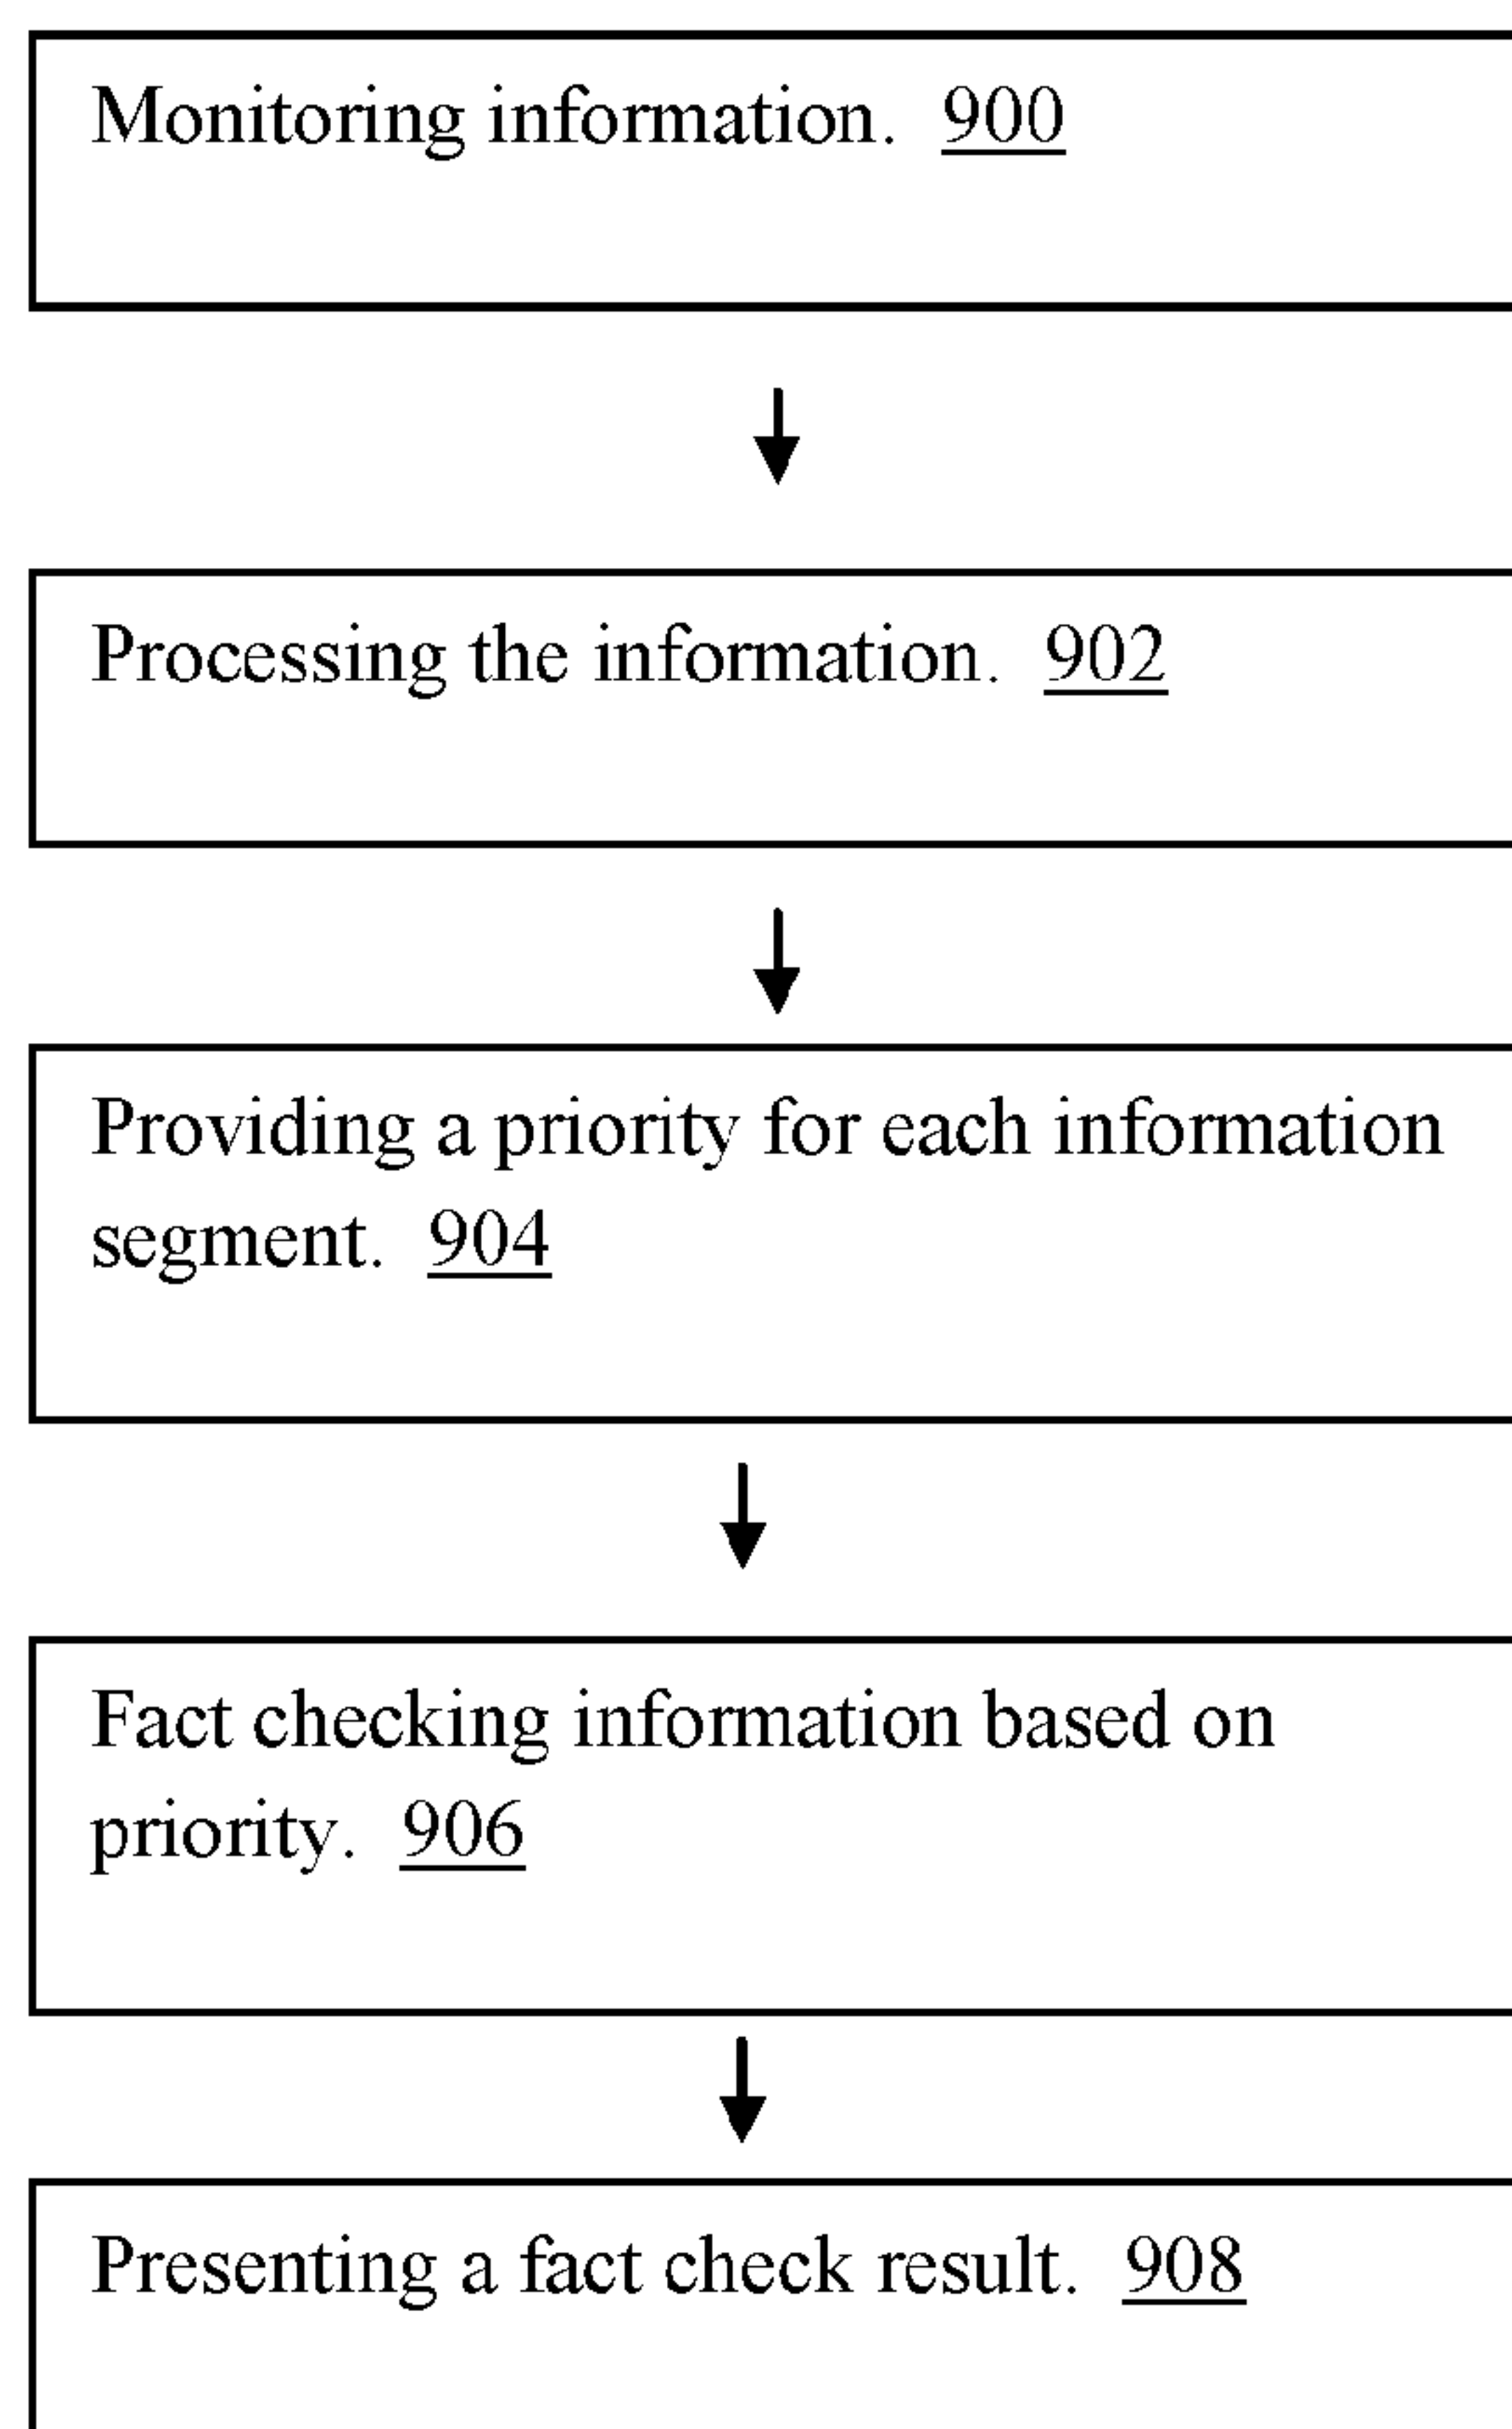 Monitoring information. 900
Processing the information. 902
Providing a priority for each information
segment. 904
Fact checking information based on
priority. 906
Presenting a fact check result. 908